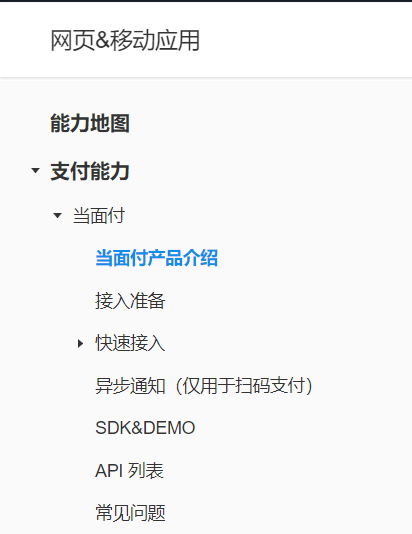 网页&移动应用
能力地图
支付能力
当面付
当面付产品介绍
接入准备
快速接入
异步通知（仅用于扫码支付）
SDK&DEMO
API 列表
常见问题